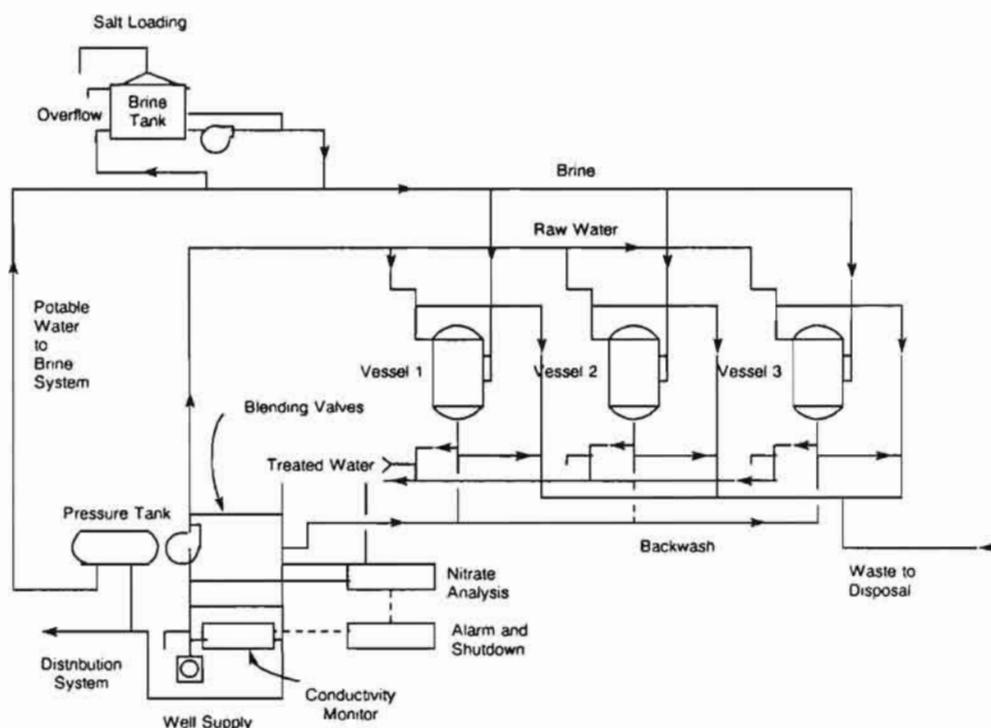 Salt Loading
Overflow
Brine
Tank
Brine
Raw Water
Potable
Water
to
Brine
System
Vessel 1
Vessel 2
Vessel 3
Blending Valves
Treated Water
Pressure Tank
Backwash
Nitrate
Analysis
Waste to
Disposal
Alarm and
Shutdown
Distribution
System
Conductivity
Monitor
Well Supply